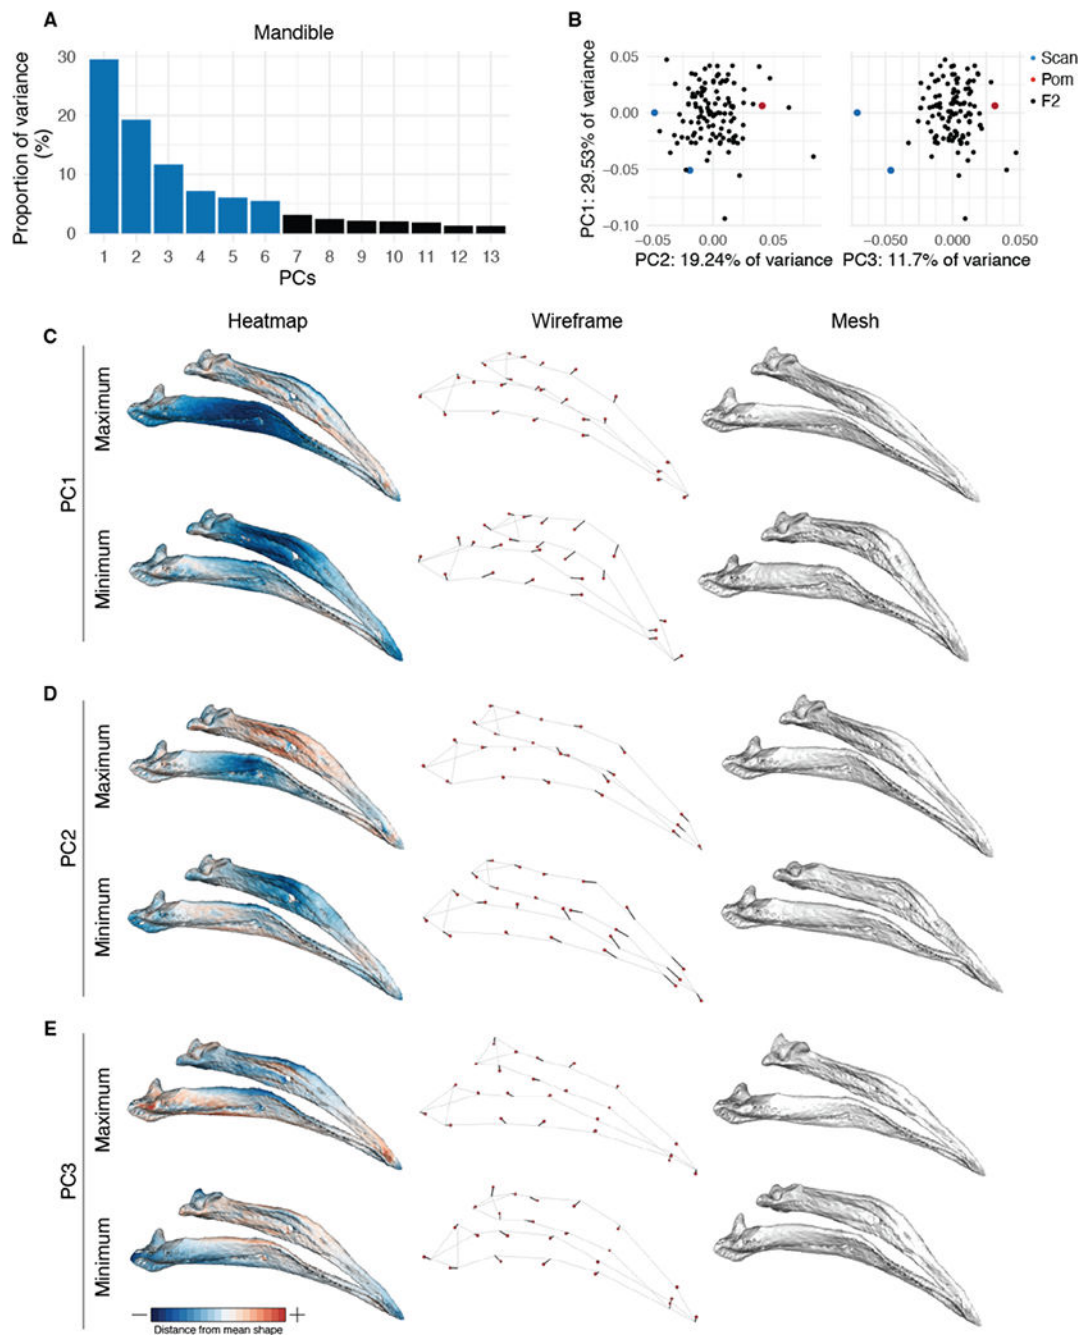 A
Mandible
Proportion of variance
(%)
30
20
10
0
1 2 3 4 5 6 7 8 9 10 11 12 13
PCs
B
PC1: 29.53% of variance
0.05
0.00
−0.05
−0.10
−0.05 0.00 0.05
PC2: 19.24% of variance
−0.050 0.000 0.050
PC3: 11.7% of variance
Scan
Pom
F2
Heatmap Wireframe Mesh
C
PC1
Maximum
Minimum
D
PC2
Maximum
Minimum
E
PC3
Maximum
Minimum
− +
Distance from mean shape